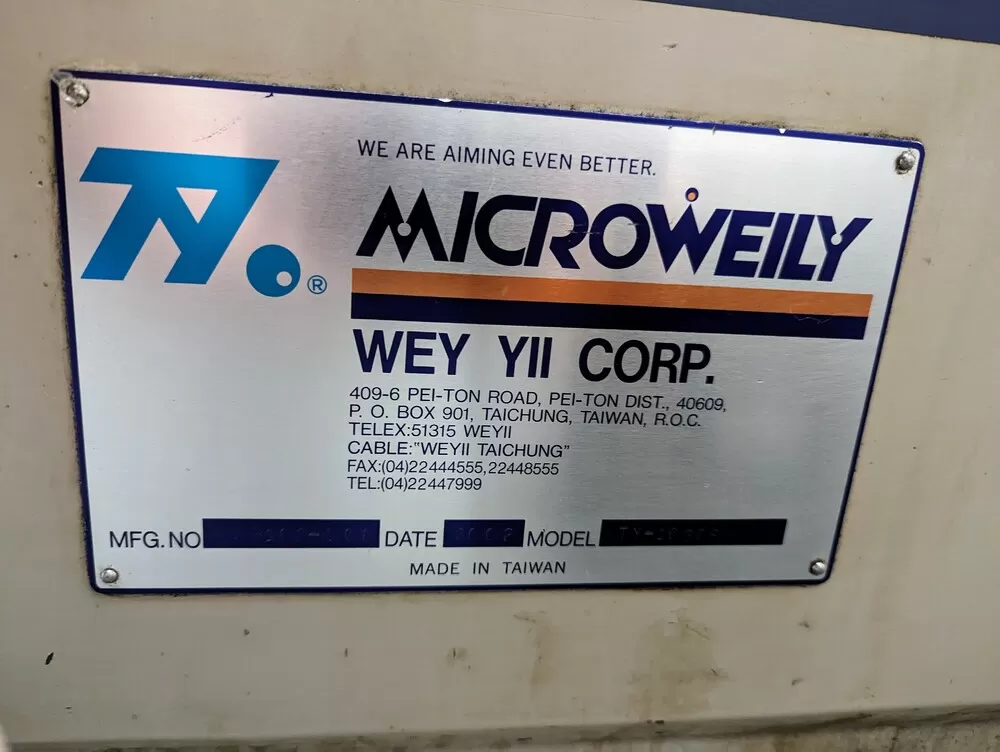 WE ARE AIMING EVEN BETTER.
MICROWEILY
®
WEY YII CORP.
409-6 PEI-TON ROAD, PEI-TON DIST., 40609,
P. O. BOX 901, TAICHUNG, TAIWAN, R.O.C.
TELEX:51315 WEYII
CABLE:"WEYII TAICHUNG"
FAX:(04)22444555,22448555
TEL:(04)22447999
MFG. NO DATE 2002 MODEL
MADE IN TAIWAN